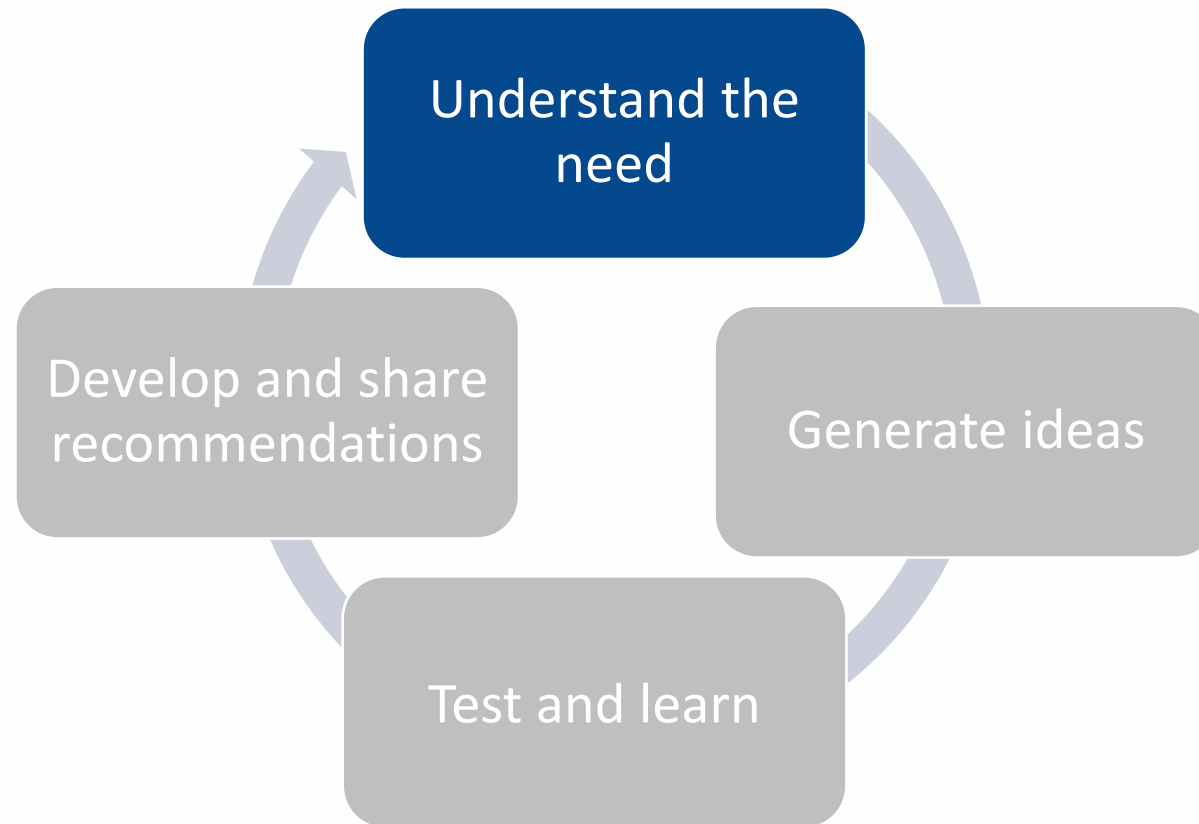 Understand the
need
Generate ideas
Test and learn
Develop and share
recommendations